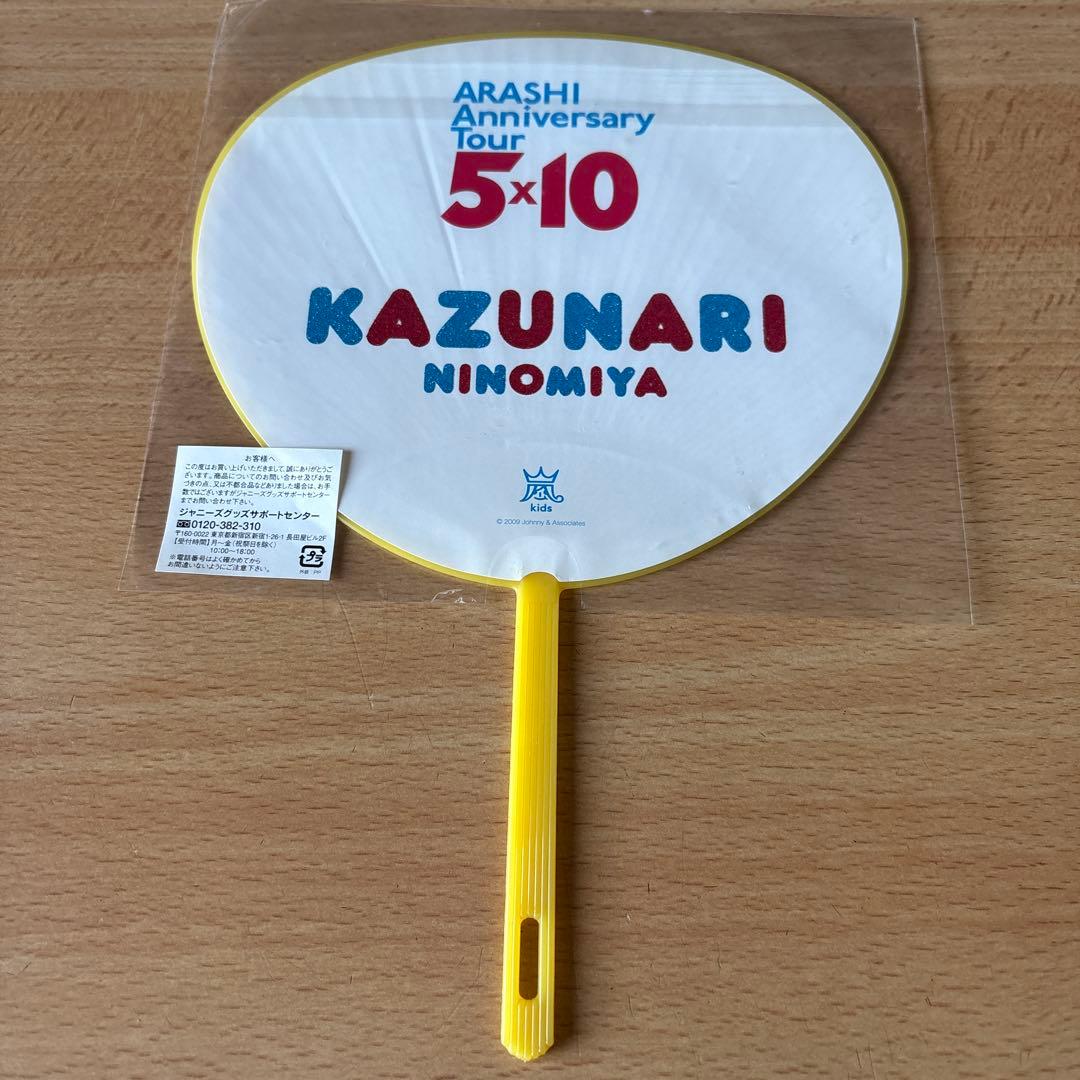 ARASHI
Anniversary
Tour
5×10
KAZUNARI
NINOMIYA
嵐
kids
© 2009 Johnny & Associates
お客様へ
この度はお買い上げいただきまして、誠にありがとうご
ざいます。商品についてのお問い合わせ及びお気
づきの点、又は不都合品などありました場合は、お手
数ではございますがジャニーズグッズサポートセンター
までお問い合わせ下さい。
ジャニーズグッズサポートセンター
0120-382-310
〒160-0022 東京都新宿区新宿1-26-1 長田屋ビル2F
【受付時間】月〜金（祝祭日を除く）
10:00〜18:00
※電話番号はよく確かめてから
お間違いないようにご注意下さい。
プラ
外袋：PP